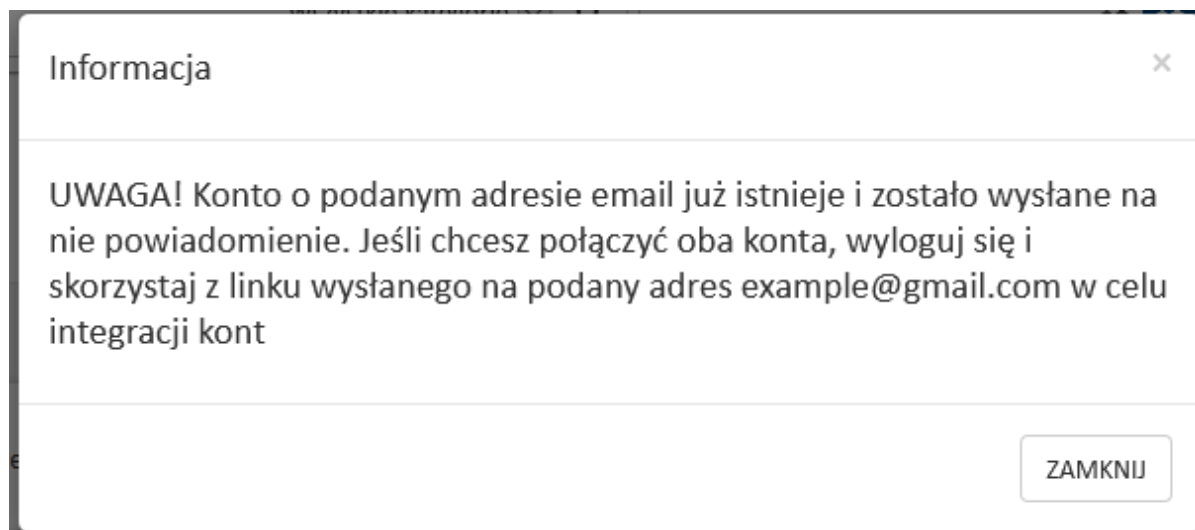 Informacja
×
UWAGA! Konto o podanym adresie email już istnieje i zostało wysłane na
nie powiadomienie. Jeśli chcesz połączyć oba konta, wyloguj się i
skorzystaj z linku wysłanego na podany adres example@gmail.com w celu
integracji kont
ZAMKNIJ